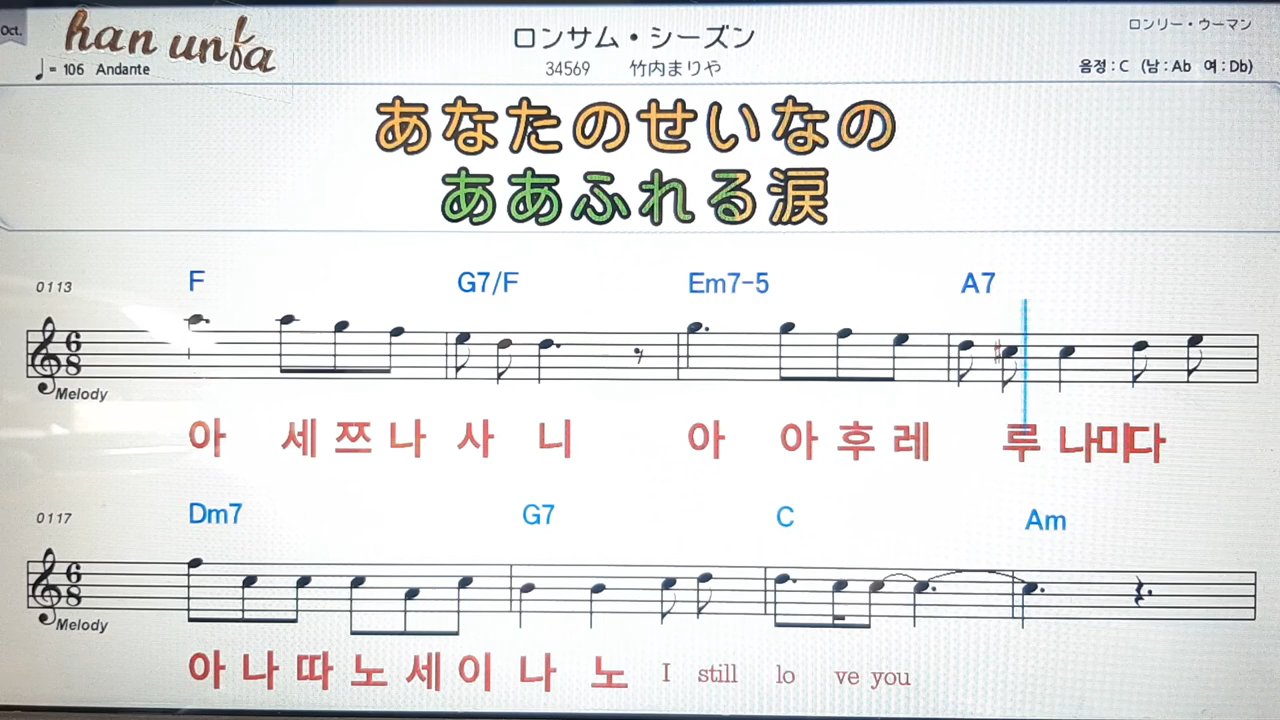 Oct.
han unfa
ロンサム・シーズン
ロンリー・ウーマン
♩= 106 Andante
34569 竹内まりや
음정 : C (남 : Ab 여 : Db)
あなたのせいなの
ああふれる涙
0113
F G7/F Em7-5 A7
6
8
Melody
아 세 쯔 나 사 니 아 아 후 레 루 나미다
0117
Dm7 G7 C Am
6
8
Melody
아 나 따 노 세 이 나 노 I still lo ve you